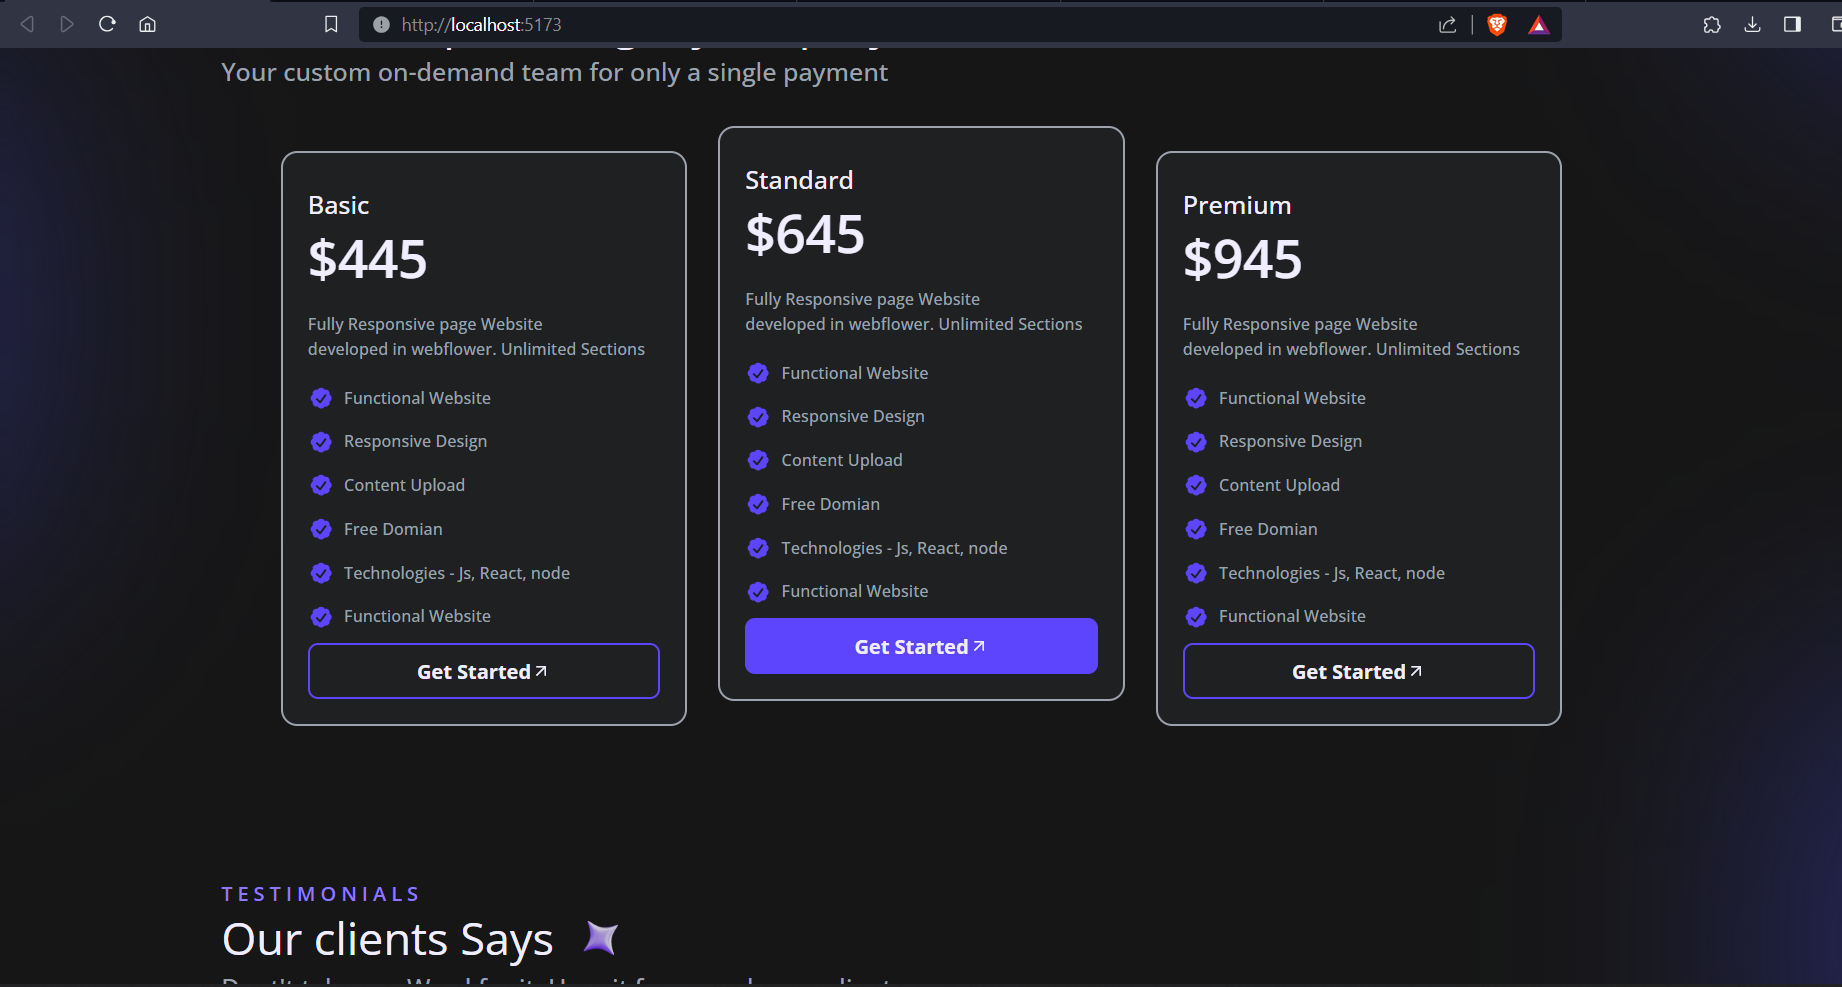 http://localhost:5173
Your custom on-demand team for only a single payment
Basic
$445
Fully Responsive page Website
developed in webflower. Unlimited Sections
Functional Website
Responsive Design
Content Upload
Free Domian
Technologies - Js, React, node
Functional Website
Get Started
Standard
$645
Fully Responsive page Website
developed in webflower. Unlimited Sections
Functional Website
Responsive Design
Content Upload
Free Domian
Technologies - Js, React, node
Functional Website
Get Started
Premium
$945
Fully Responsive page Website
developed in webflower. Unlimited Sections
Functional Website
Responsive Design
Content Upload
Free Domian
Technologies - Js, React, node
Functional Website
Get Started
TESTIMONIALS
Our clients Says